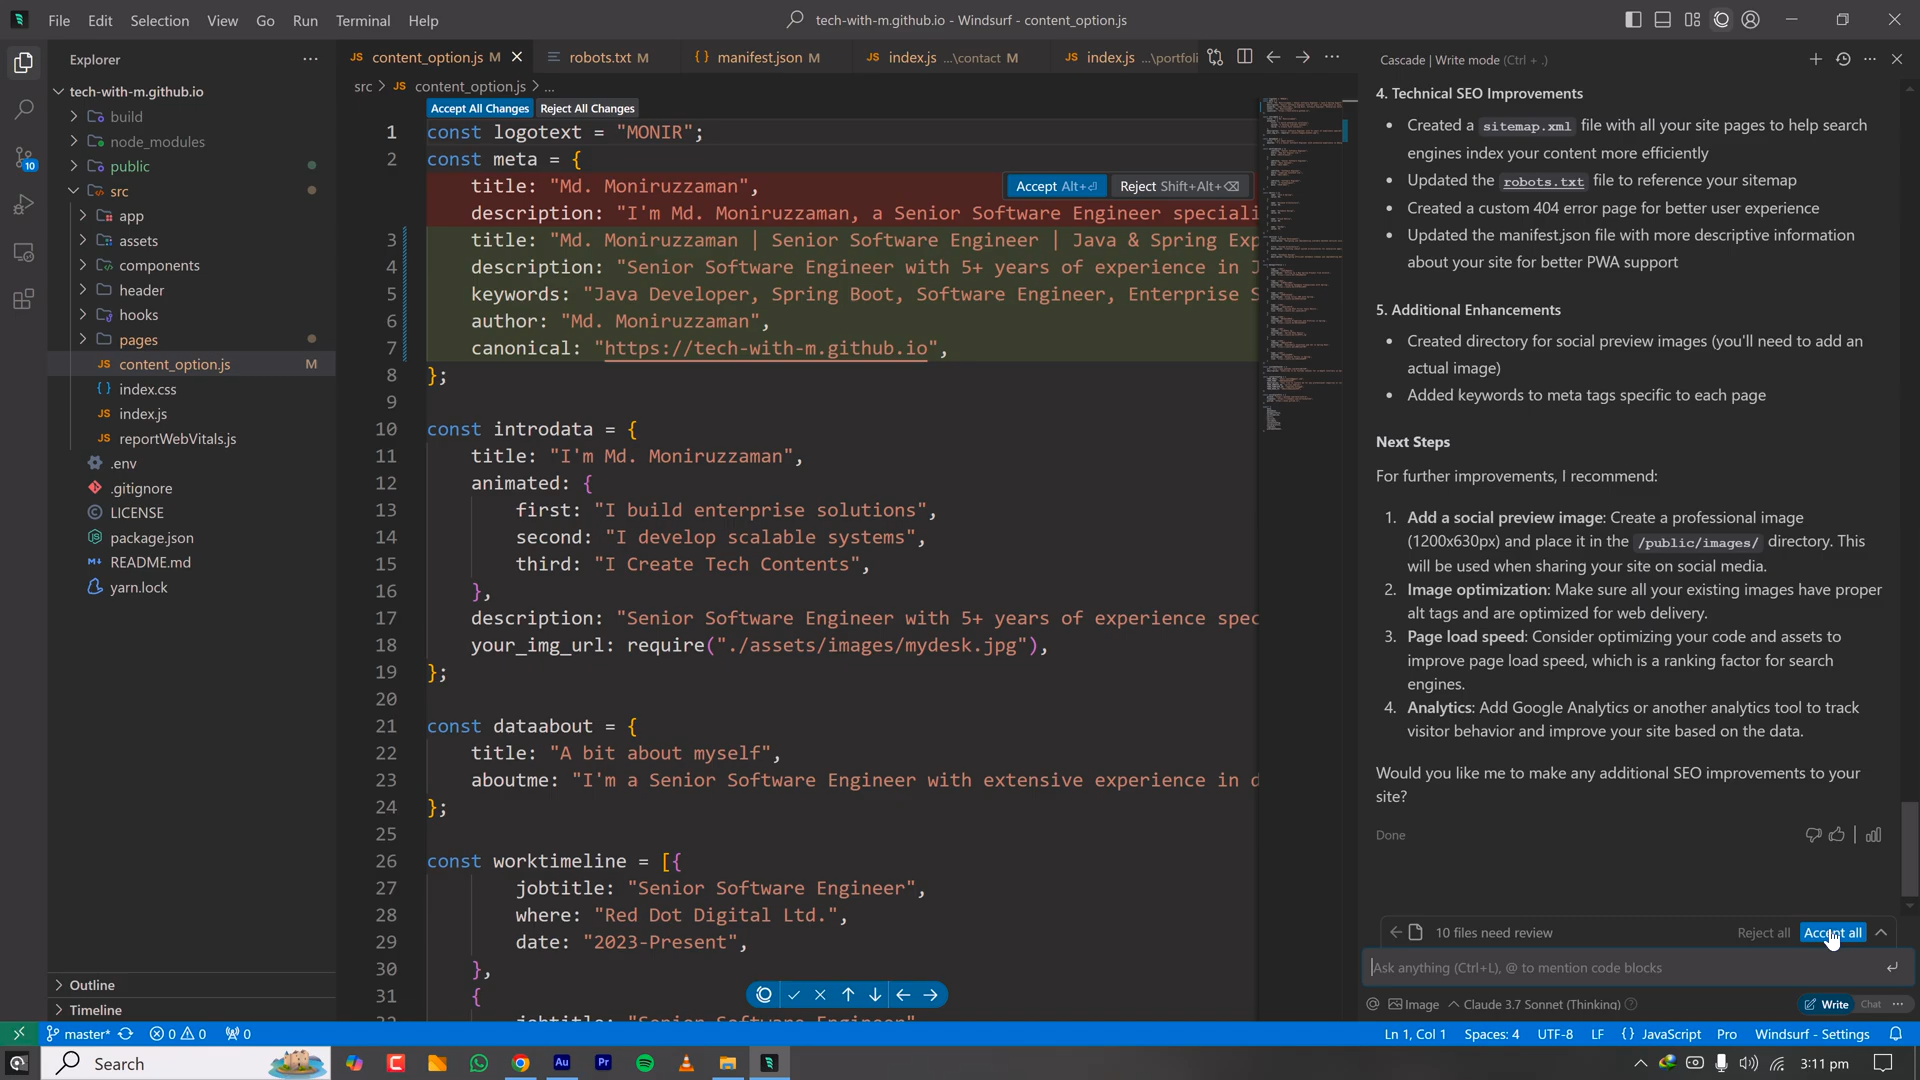 File Edit Selection View Go Run Terminal Help
tech-with-m.github.io - Windsurf - content_option.js
Explorer
tech-with-m.github.io
build
node_modules
public
src
app
assets
components
header
hooks
pages
content_option.js M
index.css
index.js
reportWebVitals.js
.env
.gitignore
LICENSE
package.json
README.md
yarn.lock
Outline
Timeline
10
content_option.js M
robots.txt M
manifest.json M
index.js ...\contact M
index.js ...\portfoli
src > JS content_option.js > ...
Accept All Changes Reject All Changes
1 const logotext = "MONIR";
2 const meta = {
title: "Md. Moniruzzaman",
Accept Alt+⏎ Reject Shift+Alt+⌫
description: "I'm Md. Moniruzzaman, a Senior Software Engineer speciali
3 title: "Md. Moniruzzaman | Senior Software Engineer | Java & Spring Exp
4 description: "Senior Software Engineer with 5+ years of experience in J
5 keywords: "Java Developer, Spring Boot, Software Engineer, Enterprise S
6 author: "Md. Moniruzzaman",
7 canonical: "https://tech-with-m.github.io",
8 };
9
10 const introdata = {
11 title: "I'm Md. Moniruzzaman",
12 animated: {
13 first: "I build enterprise solutions",
14 second: "I develop scalable systems",
15 third: "I Create Tech Contents",
16 },
17 description: "Senior Software Engineer with 5+ years of experience spec
18 your_img_url: require("./assets/images/mydesk.jpg"),
19 };
20
21 const dataabout = {
22 title: "A bit about myself",
23 aboutme: "I'm a Senior Software Engineer with extensive experience in d
24 };
25
26 const worktimeline = [{
27 jobtitle: "Senior Software Engineer",
28 where: "Red Dot Digital Ltd.",
29 date: "2023-Present",
30 },
31 {
Cascade | Write mode (Ctrl + .)
4. Technical SEO Improvements
• Created a sitemap.xml file with all your site pages to help search
engines index your content more efficiently
• Updated the robots.txt file to reference your sitemap
• Created a custom 404 error page for better user experience
• Updated the manifest.json file with more descriptive information
about your site for better PWA support
5. Additional Enhancements
• Created directory for social preview images (you'll need to add an
actual image)
• Added keywords to meta tags specific to each page
Next Steps
For further improvements, I recommend:
1. Add a social preview image: Create a professional image
(1200x630px) and place it in the /public/images/ directory. This
will be used when sharing your site on social media.
2. Image optimization: Make sure all your existing images have proper
alt tags and are optimized for web delivery.
3. Page load speed: Consider optimizing your code and assets to
improve page load speed, which is a ranking factor for search
engines.
4. Analytics: Add Google Analytics or another analytics tool to track
visitor behavior and improve your site based on the data.
Would you like me to make any additional SEO improvements to your
site?
Done
10 files need review Reject all Accept all
Ask anything (Ctrl+L), @ to mention code blocks
@ Image Claude 3.7 Sonnet (Thinking) Write Chat
master* 0 0 0
Ln 1, Col 1 Spaces: 4 UTF-8 LF {} JavaScript Pro Windsurf - Settings
Search
Au
Pr
3:11 pm